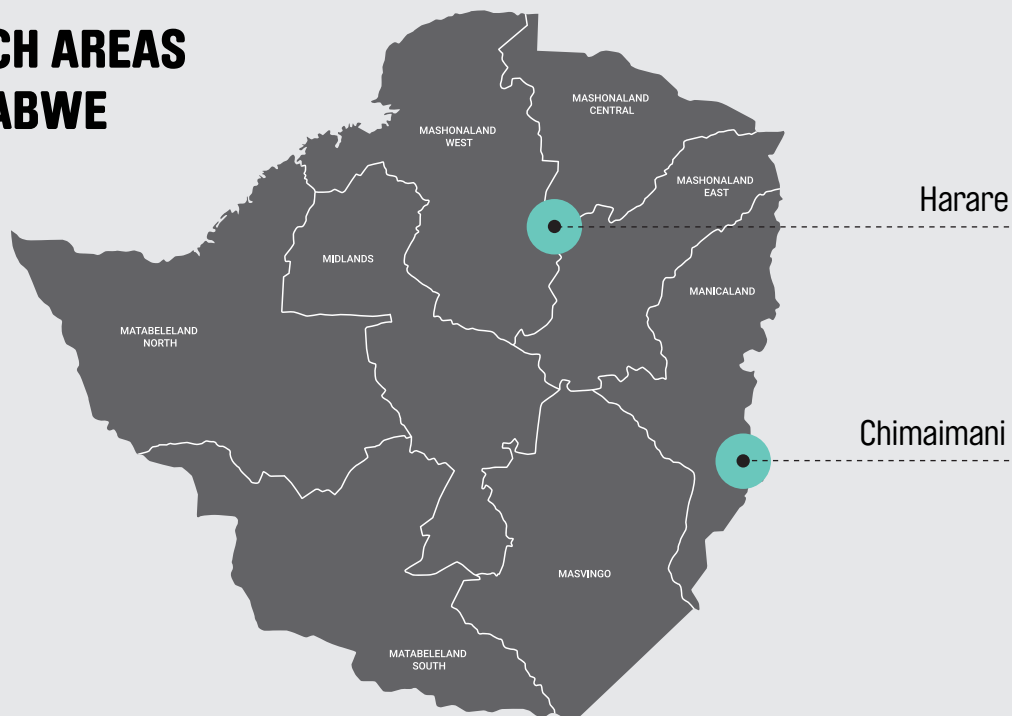 CH AREAS
ABWE
MASHONALAND
CENTRAL
MASHONALAND
WEST
MASHONALAND
EAST
Harare
MIDLANDS
MANICALAND
MATABELELAND
NORTH
Chimaimani
MASVINGO
MATABELELAND
SOUTH